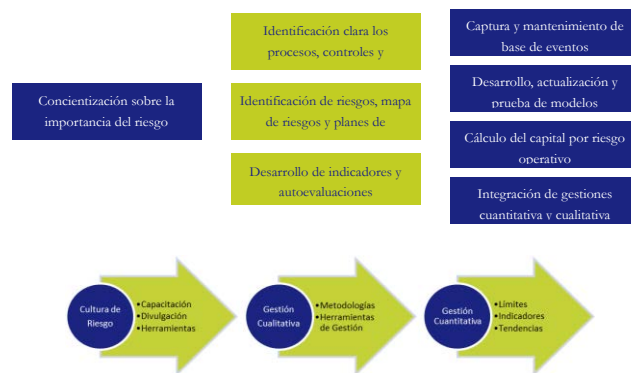 Concientización sobre la
importancia del riesgo
Identificación clara los
procesos, controles y
Identificación de riesgos, mapa
de riesgos y planes de
Desarrollo de indicadores y
autoevaluaciones
Captura y mantenimiento de
base de eventos
Desarrollo, actualización y
prueba de modelos
Cálculo del capital por riesgo
operativo
Integración de gestiones
cuantitativa y cualitativa
Cultura de
Riesgo
•Capacitación
•Divulgación
•Herramientas
Gestión
Cualitativa
•Metodologías
•Herramientas
de Gestión
Gestión
Cuantitativa
•Límites
•Indicadores
•Tendencias